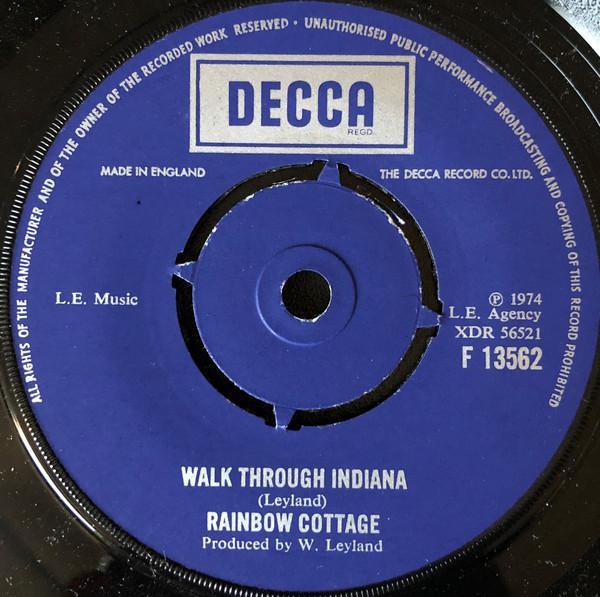 ALL RIGHTS OF THE MANUFACTURER AND OF THE OWNER OF THE RECORDED WORK RESERVED • UNAUTHORISED PUBLIC PERFORMANCE BROADCASTING AND COPYING OF THIS RECORD PROHIBITED
DECCA
REGD.
MADE IN ENGLAND
THE DECCA RECORD CO. LTD.
L.E. Music
℗ 1974
L.E. Agency
XDR 56521
F 13562
WALK THROUGH INDIANA
(Leyland)
RAINBOW COTTAGE
Produced by W. Leyland